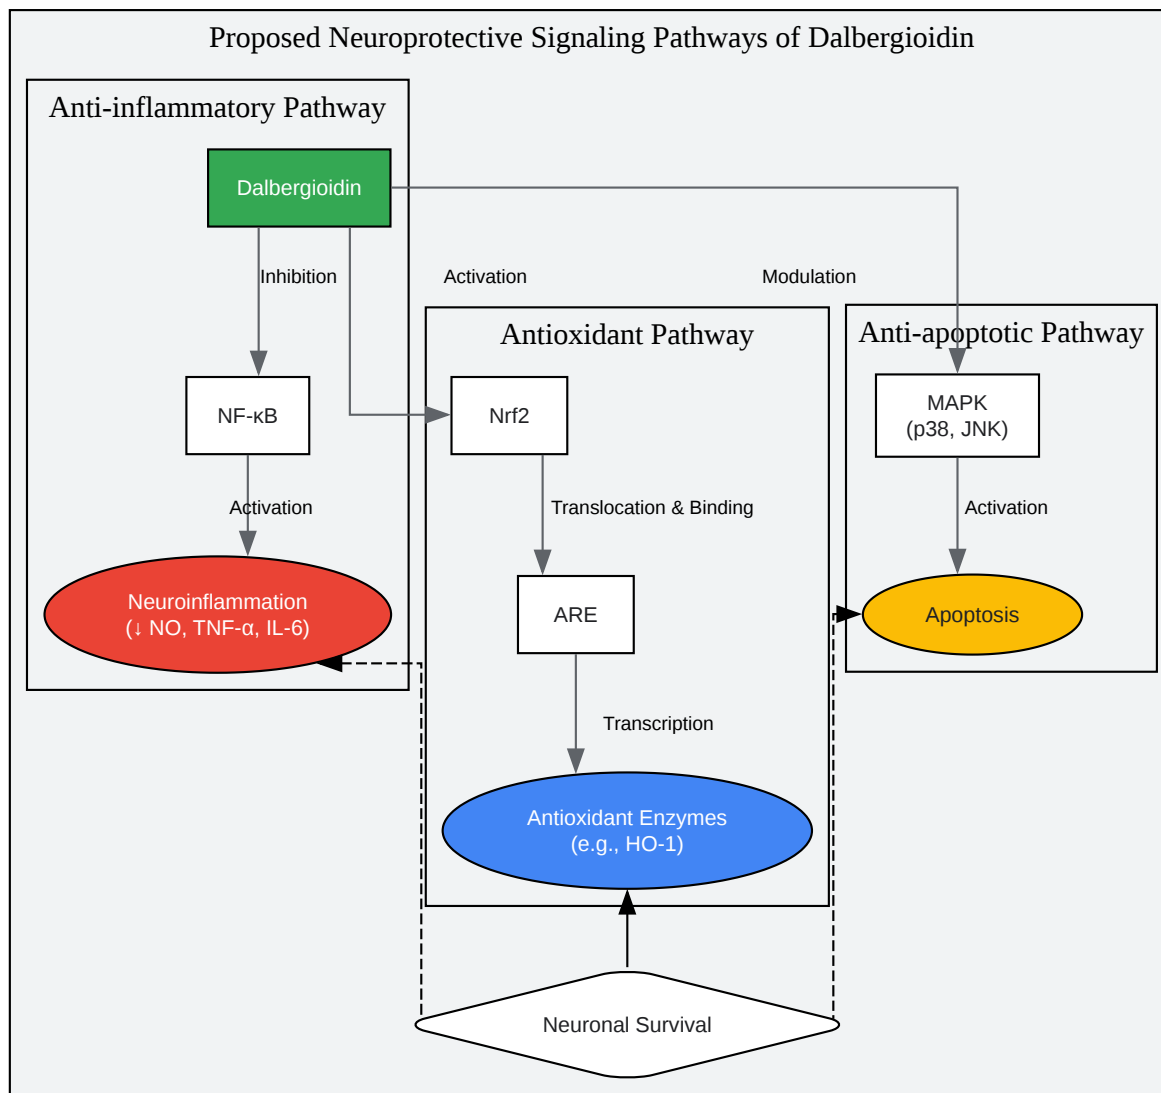 Proposed Neuroprotective Signaling Pathways of Dalbergioidin
Anti-inflammatory Pathway
Dalbergioidin
Inhibition
Activation
Modulation
Antioxidant Pathway
Anti-apoptotic Pathway
NF-κB
Nrf2
MAPK
(p38, JNK)
Activation
Translocation & Binding
Activation
Neuroinflammation
(↓ NO, TNF-α, IL-6)
ARE
Apoptosis
Transcription
Antioxidant Enzymes
(e.g., HO-1)
Neuronal Survival